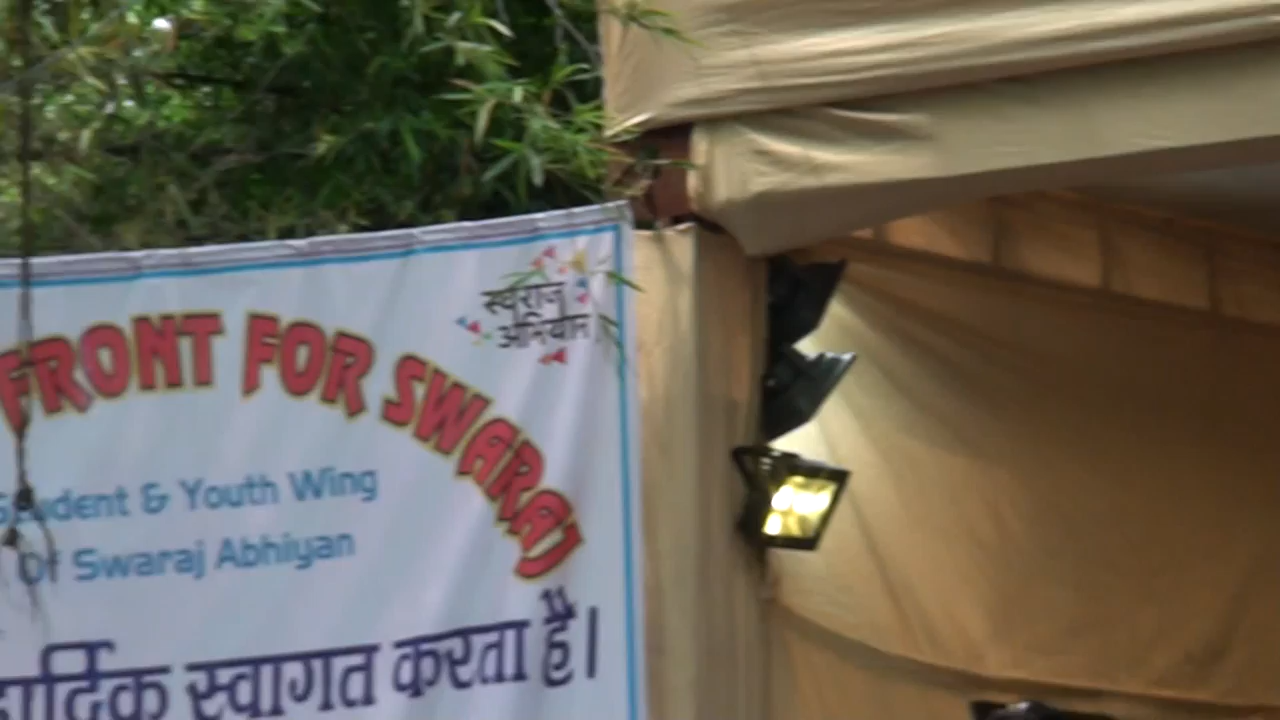 स्वराज
अभियान
FRONT FOR SWARAJ
Student & Youth Wing
Of Swaraj Abhiyan
हार्दिक स्वागत करता है।